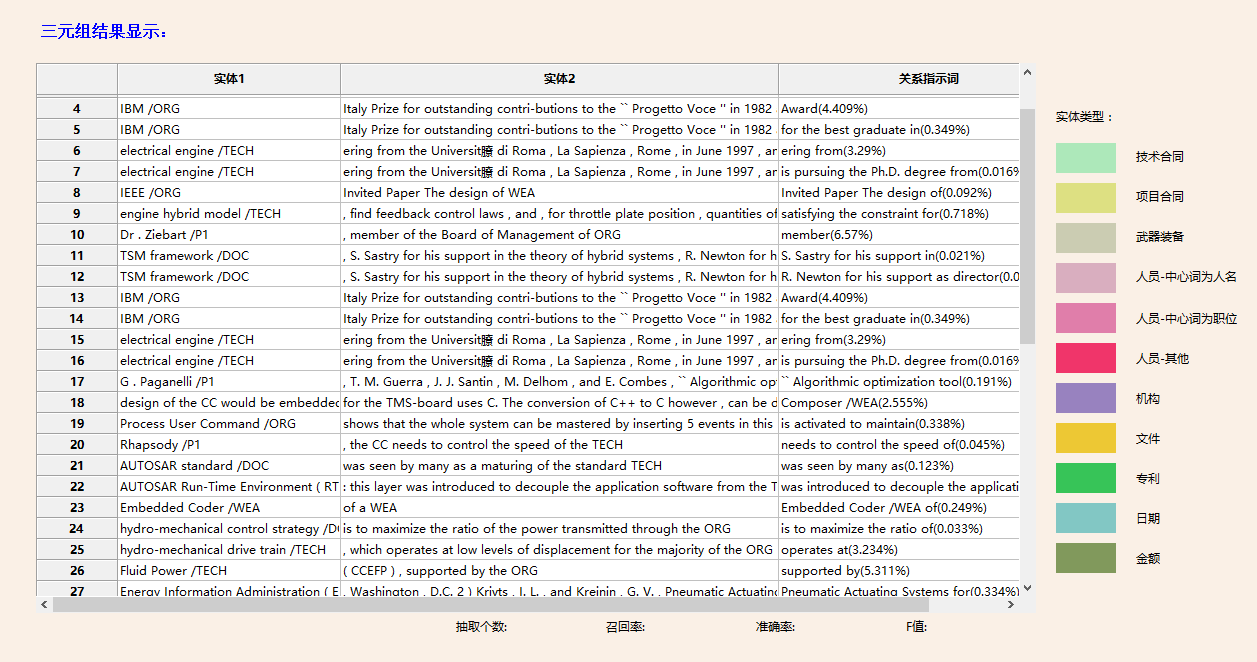 三元组结果显示：
实体1 实体2 关系指示词
4 IBM /ORG Italy Prize for outstanding contri-butions to the `` Progetto Voce '' in 1982 Award(4.409%)
5 IBM /ORG Italy Prize for outstanding contri-butions to the `` Progetto Voce '' in 1982 for the best graduate in(0.349%)
6 electrical engine /TECH ering from the Universit膮 di Roma , La Sapienza , Rome , in June 1997 , ar ering from(3.29%)
7 electrical engine /TECH ering from the Universit膮 di Roma , La Sapienza , Rome , in June 1997 , ar is pursuing the Ph.D. degree from(0.016%
8 IEEE /ORG Invited Paper The design of WEA Invited Paper The design of(0.092%)
9 engine hybrid model /TECH , find feedback control laws , and , for throttle plate position , quantities of satisfying the constraint for(0.718%)
10 Dr . Ziebart /P1 , member of the Board of Management of ORG member(6.57%)
11 TSM framework /DOC , S. Sastry for his support in the theory of hybrid systems , R. Newton for h S. Sastry for his support in(0.021%)
12 TSM framework /DOC , S. Sastry for his support in the theory of hybrid systems , R. Newton for h R. Newton for his support as director(0.0
13 IBM /ORG Italy Prize for outstanding contri-butions to the `` Progetto Voce '' in 1982 Award(4.409%)
14 IBM /ORG Italy Prize for outstanding contri-butions to the `` Progetto Voce '' in 1982 for the best graduate in(0.349%)
15 electrical engine /TECH ering from the Universit膮 di Roma , La Sapienza , Rome , in June 1997 , ar ering from(3.29%)
16 electrical engine /TECH ering from the Universit膮 di Roma , La Sapienza , Rome , in June 1997 , ar is pursuing the Ph.D. degree from(0.016%
17 G . Paganelli /P1 , T. M. Guerra , J. J. Santin , M. Delhom , and E. Combes , `` Algorithmic op `` Algorithmic optimization tool(0.191%)
18 design of the CC would be embedded for the TMS-board uses C. The conversion of C++ to C however , can be d Composer /WEA(2.555%)
19 Process User Command /ORG shows that the whole system can be mastered by inserting 5 events in this is activated to maintain(0.338%)
20 Rhapsody /P1 , the CC needs to control the speed of the TECH needs to control the speed of(0.045%)
21 AUTOSAR standard /DOC was seen by many as a maturing of the standard TECH was seen by many as(0.123%)
22 AUTOSAR Run-Time Environment ( RT : this layer was introduced to decouple the application software from the T was introduced to decouple the applicati
23 Embedded Coder /WEA of a WEA Embedded Coder /WEA of(0.249%)
24 hydro-mechanical control strategy /D is to maximize the ratio of the power transmitted through the ORG is to maximize the ratio of(0.033%)
25 hydro-mechanical drive train /TECH , which operates at low levels of displacement for the majority of the ORG operates at(3.234%)
26 Fluid Power /TECH ( CCEFP ) , supported by the ORG supported by(5.311%)
27 Energy Information Administration ( E , Washington , D.C. 2 ) Krivts , I. L. , and Kreinin , G. V. , Pneumatic Actuating Pneumatic Actuating Systems for(0.334%)
抽取个数: 召回率: 准确率: F值:
实体类型：
技术合同
项目合同
武器装备
人员-中心词为人名
人员-中心词为职位
人员-其他
机构
文件
专利
日期
金额